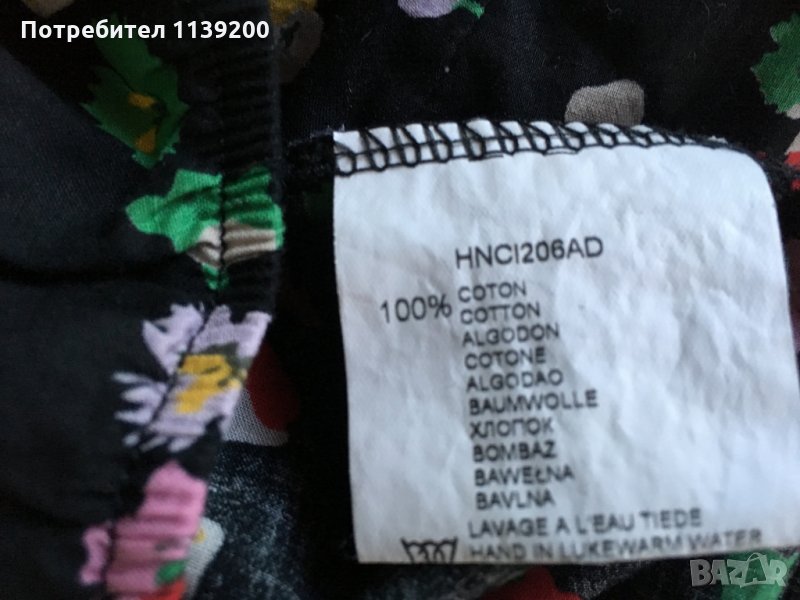 Потребител 1139200
HNCI206AD
100% COTON
COTTON
ALGODON
COTONE
ALGODAO
BAUMWOLLE
ХЛОПОК
BOMBAZ
BAWEŁNA
BAVLNA
LAVAGE A L'EAU TIEDE
HAND IN LUKEWARM WATER
BAZAR